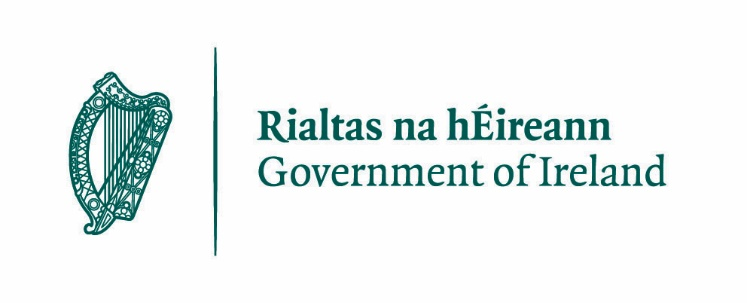 Rialtas na hÉireann
Government of Ireland